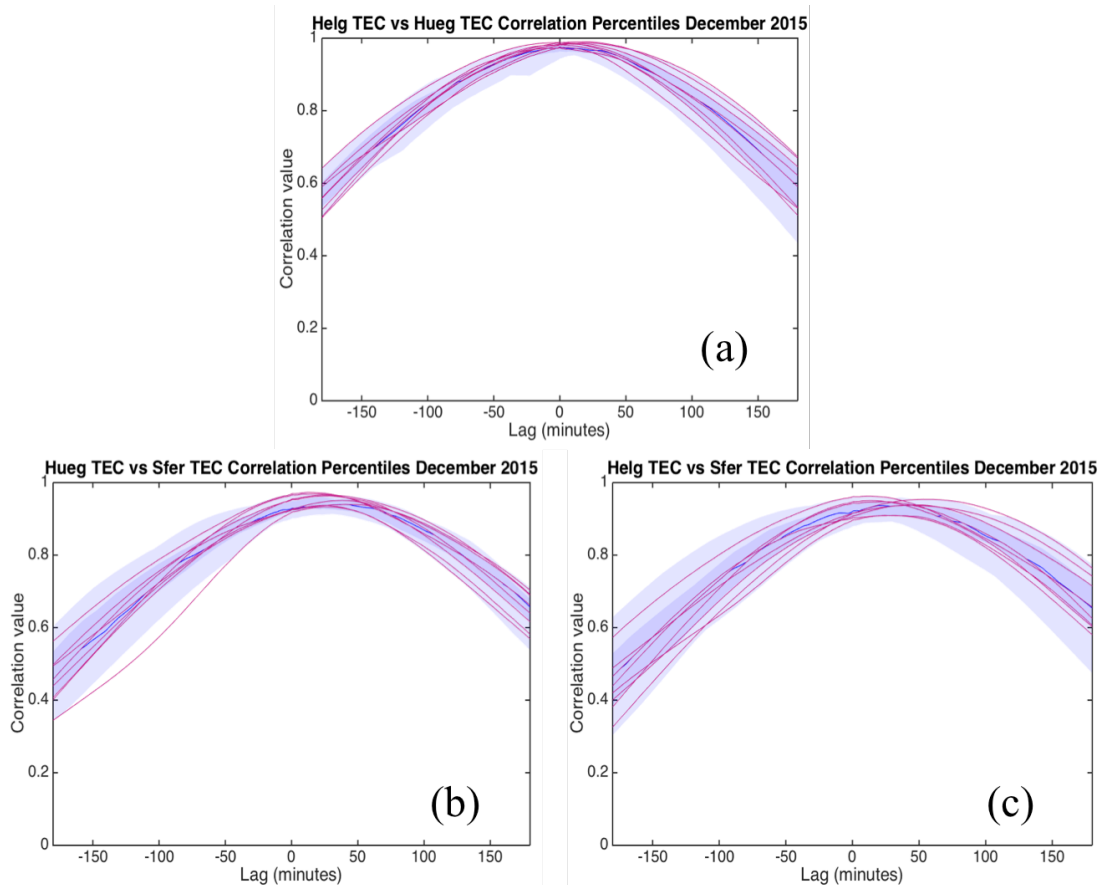 Helg TEC vs Hueg TEC Correlation Percentiles December 2015
1
0.8
0.6
0.4
0.2
0
Correlation value
-150 -100 -50 0 50 100 150
Lag (minutes)
(a)
Hueg TEC vs Sfer TEC Correlation Percentiles December 2015
1
0.8
0.6
0.4
0.2
0
Correlation value
-150 -100 -50 0 50 100 150
Lag (minutes)
(b)
Helg TEC vs Sfer TEC Correlation Percentiles December 2015
1
0.8
0.6
0.4
0.2
0
Correlation value
-150 -100 -50 0 50 100 150
Lag (minutes)
(c)